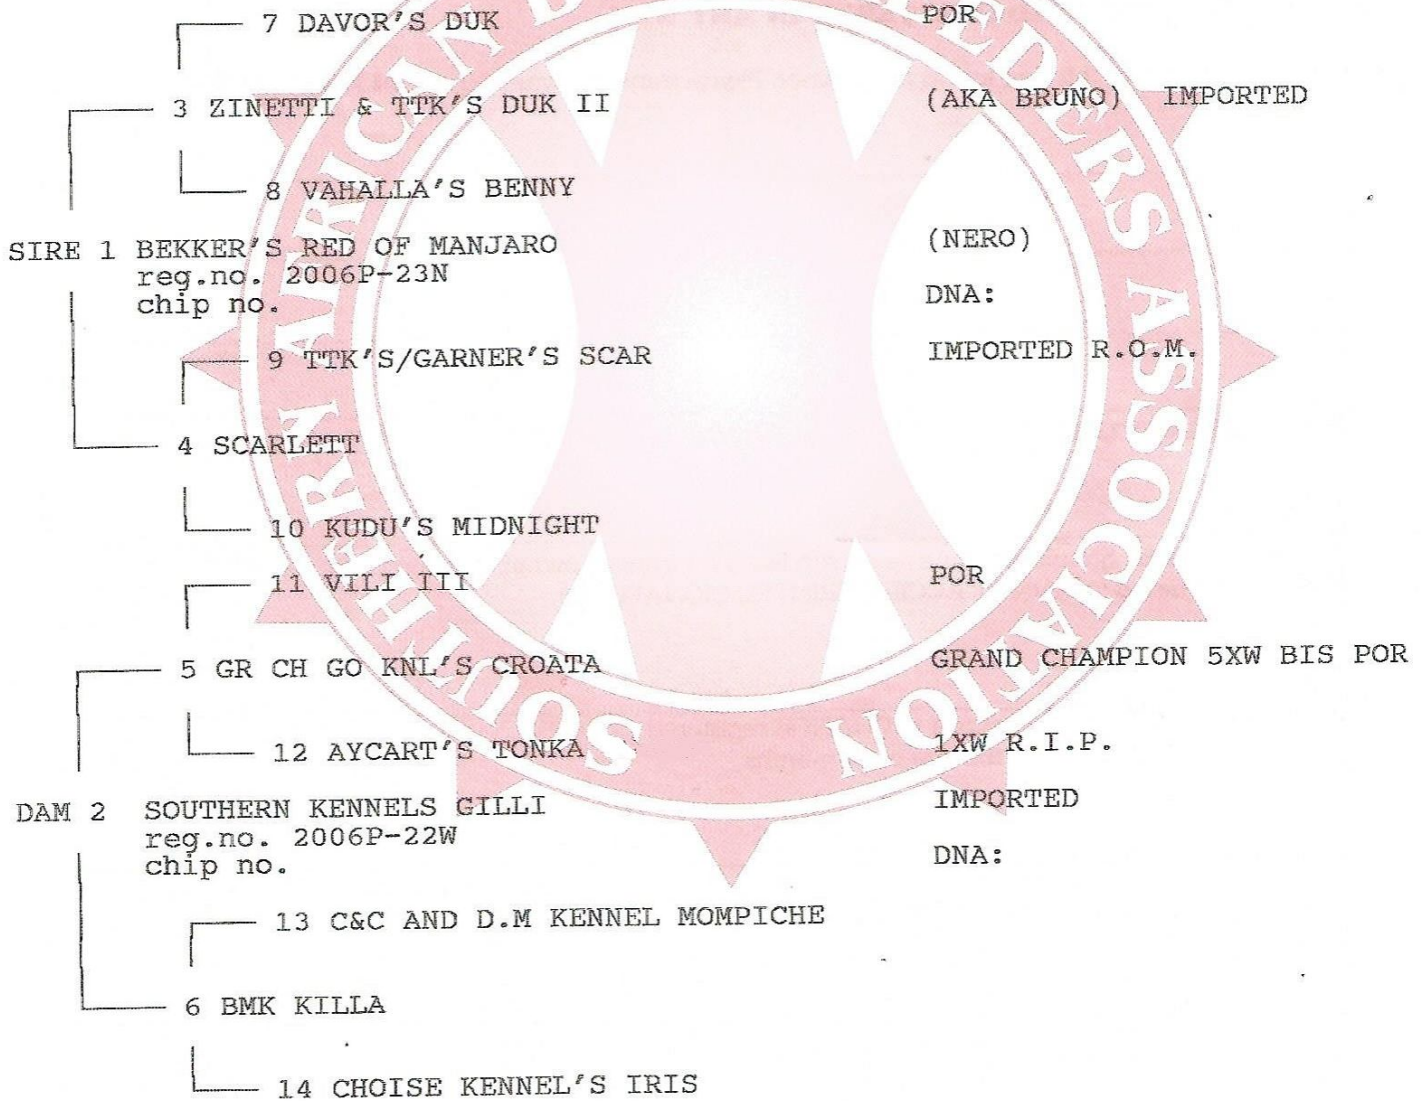 7 DAVOR'S DUK POR
3 ZINETTI & TTK'S DUK II (AKA BRUNO) IMPORTED
8 VAHALLA'S BENNY
SIRE 1 BEKKER'S RED OF MANJARO (NERO)
reg.no. 2006P-23N
chip no. DNA:
9 TTK'S/GARNER'S SCAR IMPORTED R.O.M.
4 SCARLETT
10 KUDU'S MIDNIGHT
11 VILI III POR
5 GR CH GO KNL'S CROATA GRAND CHAMPION 5XW BIS POR
12 AYCART'S TONKA 1XW R.I.P.
DAM 2 SOUTHERN KENNELS GILLI IMPORTED
reg.no. 2006P-22W
chip no. DNA:
13 C&C AND D.M KENNEL MOMPICHE
6 BMK KILLA
14 CHOISE KENNEL'S IRIS
SOUTHERN AFRICAN EDERS ASSOCIATION